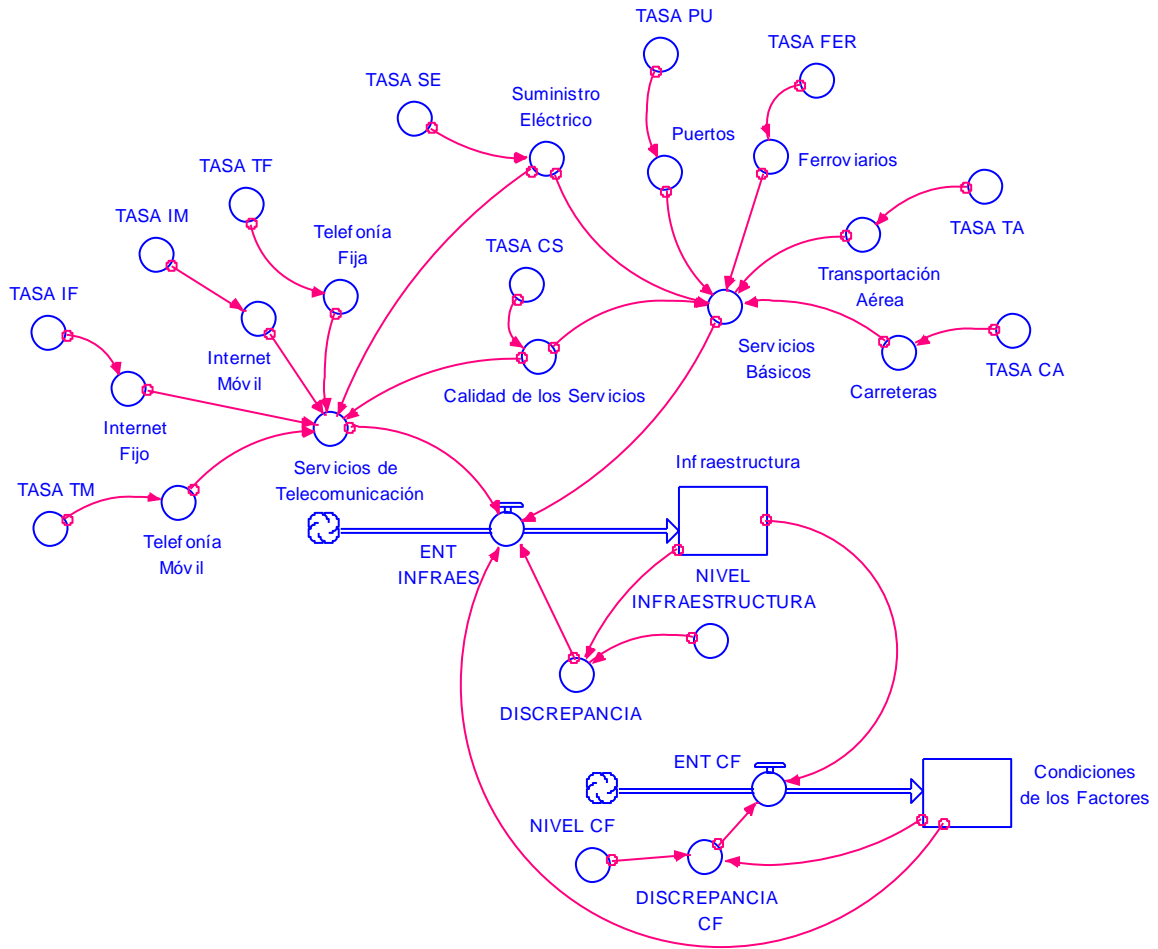 TASA PU
TASA FER
TASA SE
Suministro
Eléctrico
Puertos
Ferroviarios
TASA TF
TASA IM
Telefonía
Fija
TASA CS
TASA TA
Transportación
Aérea
TASA IF
Internet
Móvil
Servicios
Básicos
TASA CA
Carreteras
Calidad de los Servicios
Internet
Fijo
Servicios de
Telecomunicación
Infraestructura
TASA TM
Telefonía
Móvil
ENT
INFRAES
NIVEL
INFRAESTRUCTURA
DISCREPANCIA
ENT CF
Condiciones
de los Factores
NIVEL CF
DISCREPANCIA
CF